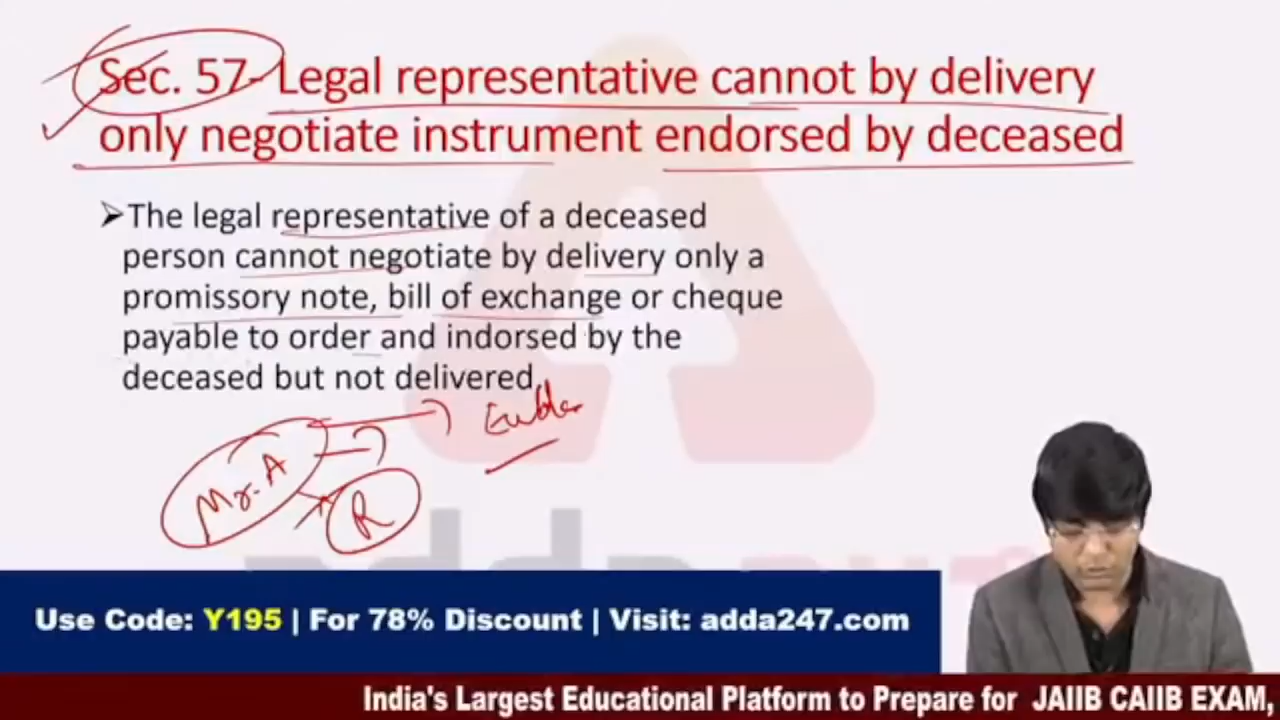 Sec. 57- Legal representative cannot by delivery
only negotiate instrument endorsed by deceased
➤The legal representative of a deceased
person cannot negotiate by delivery only a
promissory note, bill of exchange or cheque
payable to order and indorsed by the
deceased but not delivered.
Mr. A
R
Use Code: Y195 | For 78% Discount | Visit: adda247.com
India's Largest Educational Platform to Prepare for JAIIB CAIIB EXAM,